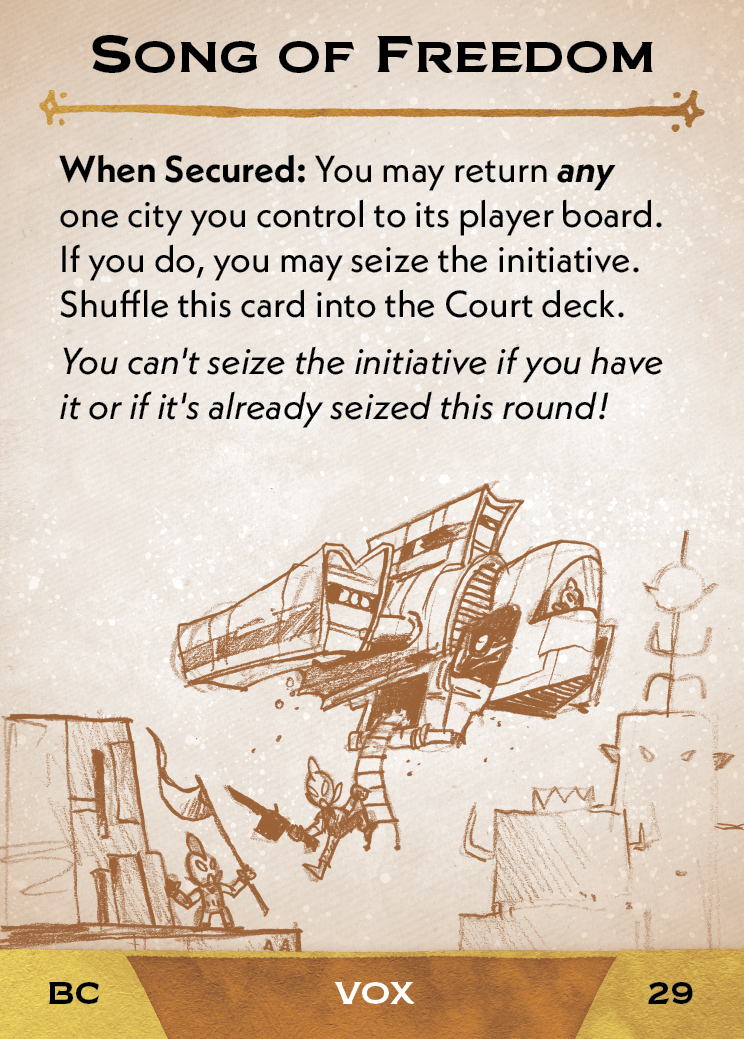 Song of Freedom
When Secured: You may return any
one city you control to its player board.
If you do, you may seize the initiative.
Shuffle this card into the Court deck.
You can't seize the initiative if you have
it or if it's already seized this round!
BC VOX 29